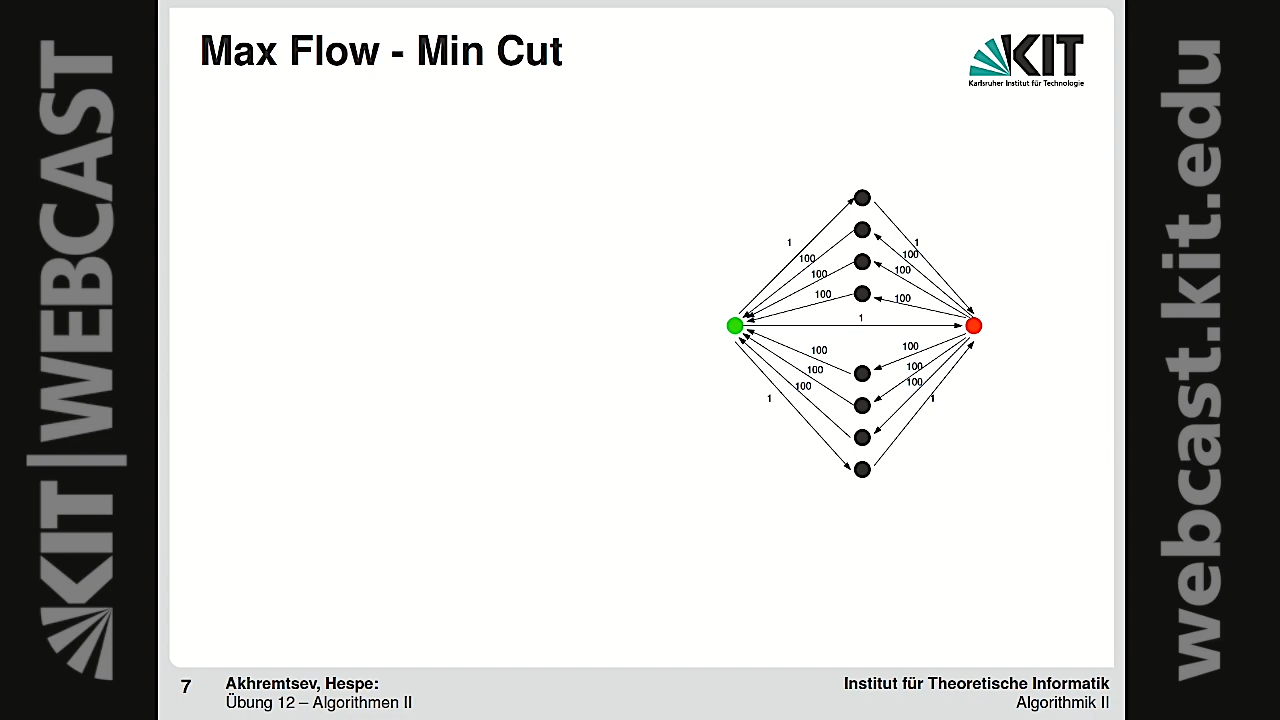 KIT|WEBCAST
Max Flow - Min Cut
KIT
Karlsruher Institut für Technologie
1
1
100
100
100
100
100
100
1
100
100
100
100
100
100
1
1
7
Akhremtsev, Hespe:
Übung 12 – Algorithmen II
Institut für Theoretische Informatik
Algorithmik II
webcast.kit.edu